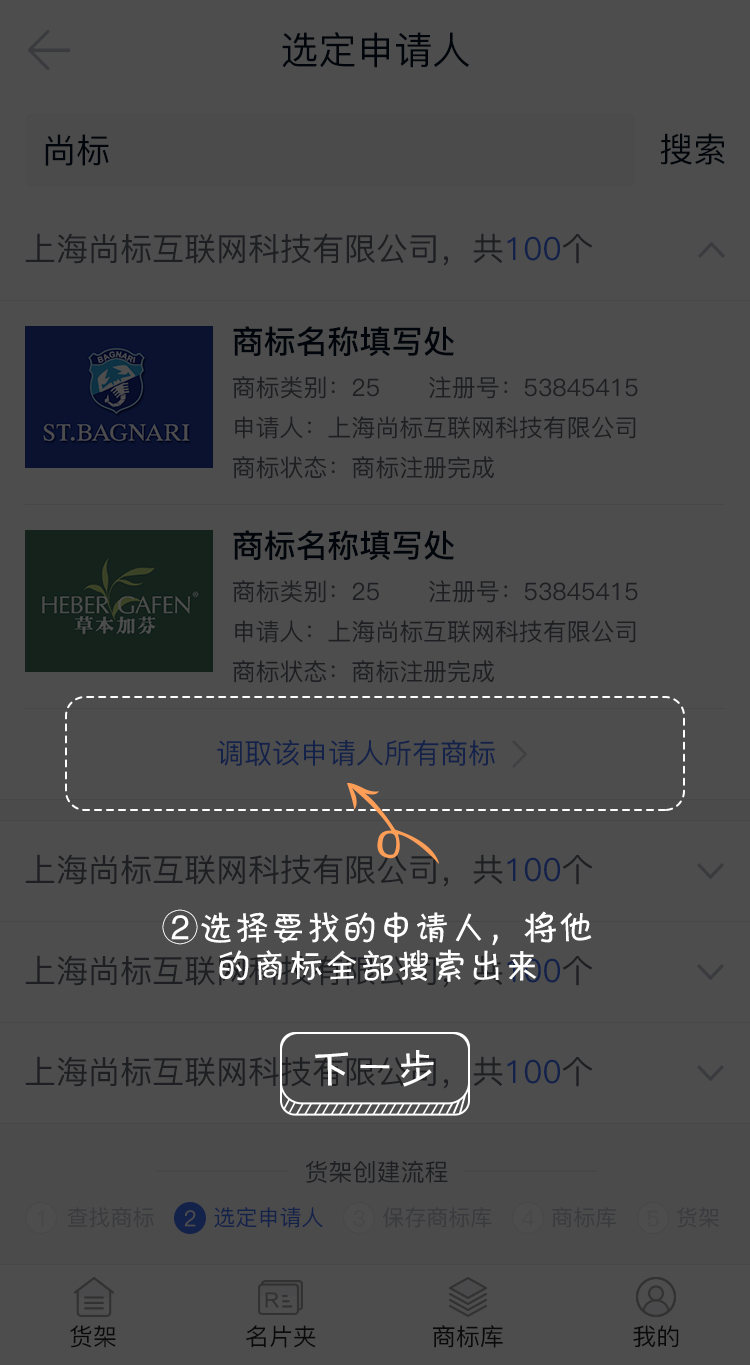 选定申请人
尚标
搜索
上海尚标互联网科技有限公司，共100个
BAGNARI
ST.BAGNARI
商标名称填写处
商标类别：25 注册号：53845415
申请人：上海尚标互联网科技有限公司
商标状态：商标注册完成
HEBER GAFEN®
草本加芬
商标名称填写处
商标类别：25 注册号：53845415
申请人：上海尚标互联网科技有限公司
商标状态：商标注册完成
调取该申请人所有商标
上海尚标互联网科技有限公司，共100个
②选择要找的申请人，将他
的商标全部搜索出来
上海尚标互联网科技有限公司，共100个
上海尚标互联网科技有限公司，共100个
下一步
货架创建流程
1 查找商标 2 选定申请人 3 保存商标库 4 商标库 5 货架
货架 名片夹 商标库 我的